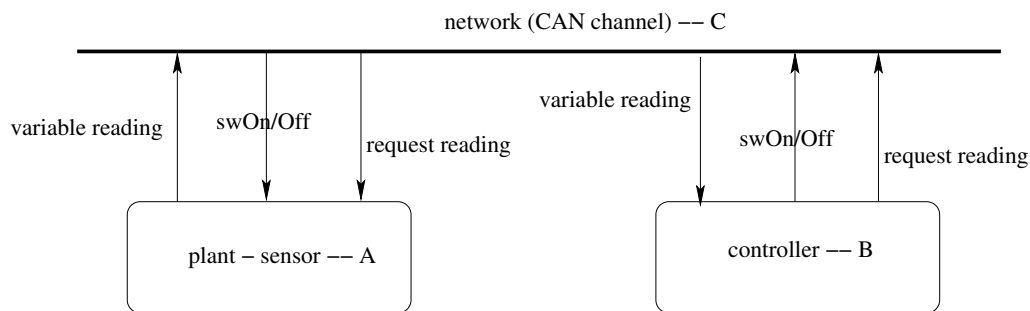 network (CAN channel) –– C
variable reading
swOn/Off
request reading
variable reading
swOn/Off
request reading
plant – sensor –– A
controller –– B